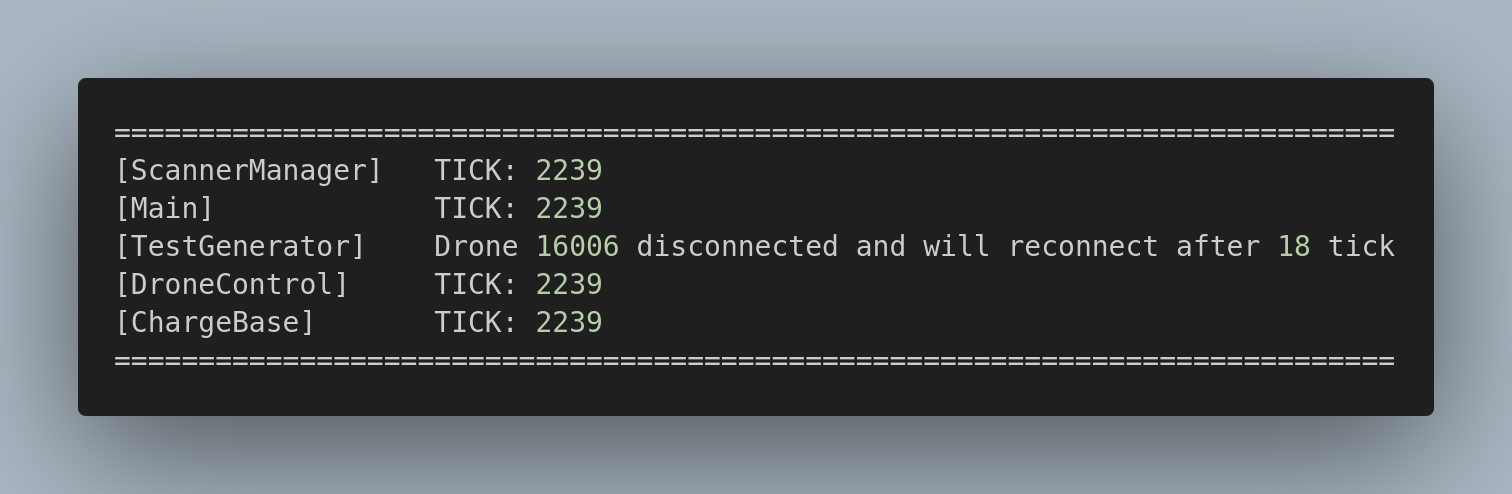 ============================================================================
[ScannerManager]   TICK: 2239
[Main]             TICK: 2239
[TestGenerator]    Drone 16006 disconnected and will reconnect after 18 tick
[DroneControl]     TICK: 2239
[ChargeBase]       TICK: 2239
============================================================================